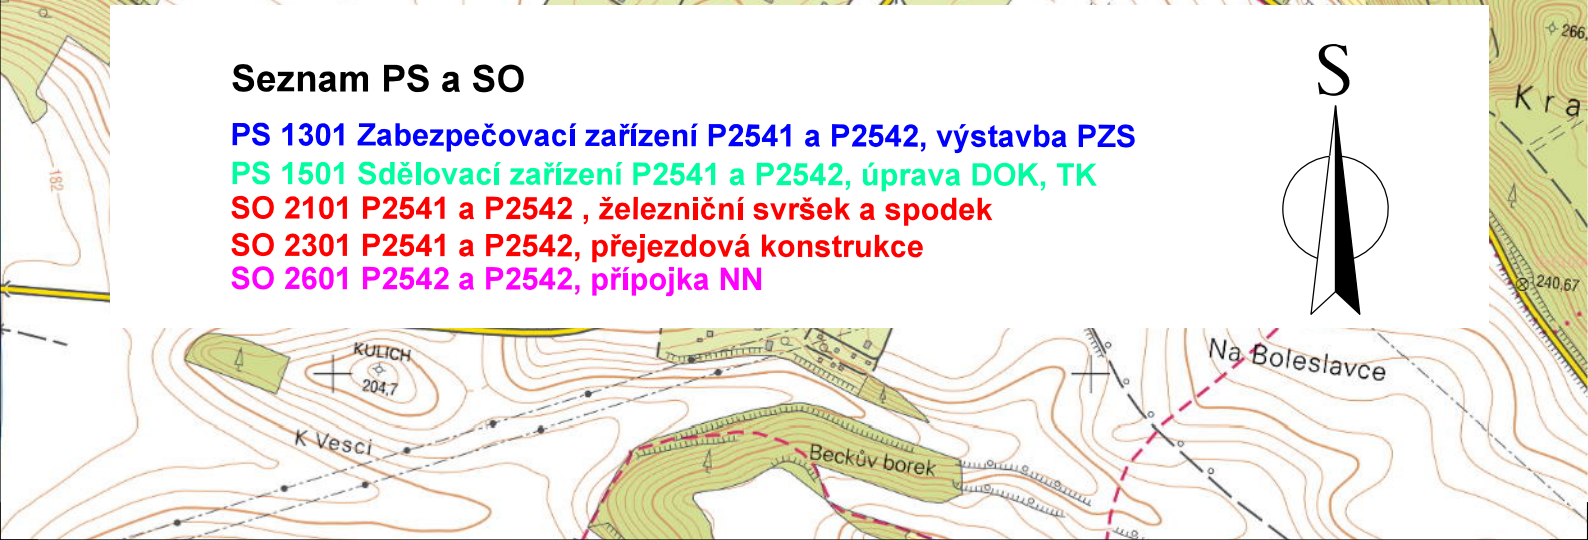 Seznam PS a SO
PS 1301 Zabezpečovací zařízení P2541 a P2542, výstavba PZS
PS 1501 Sdělovací zařízení P2541 a P2542, úprava DOK, TK
SO 2101 P2541 a P2542 , železniční svršek a spodek
SO 2301 P2541 a P2542, přejezdová konstrukce
SO 2601 P2542 a P2542, přípojka NN
S
266,
Kra
182
240,67
KULICH
204,7
Na Boleslavce
K Vesci
Beckův borek